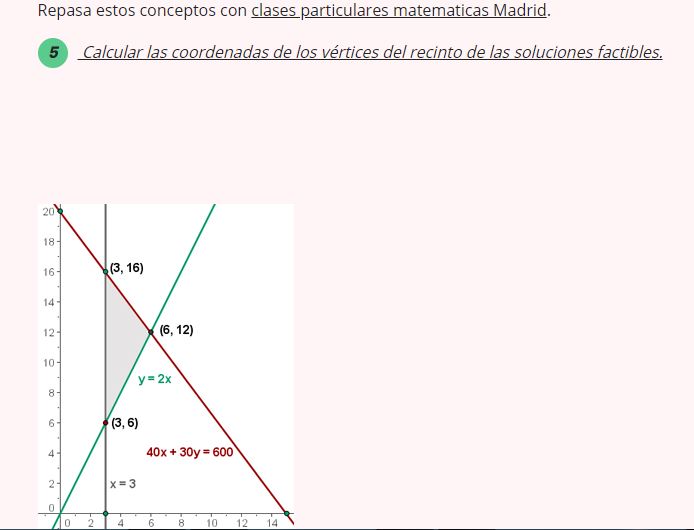 Repasa estos conceptos con clases particulares matematicas Madrid.
5 Calcular las coordenadas de los vértices del recinto de las soluciones factibles.
20
18
(3, 16)
16
14
12
(6, 12)
10
y = 2x
8
6
(3, 6)
4
40x + 30y = 600
2
x = 3
0
0 2 4 6 8 10 12 14